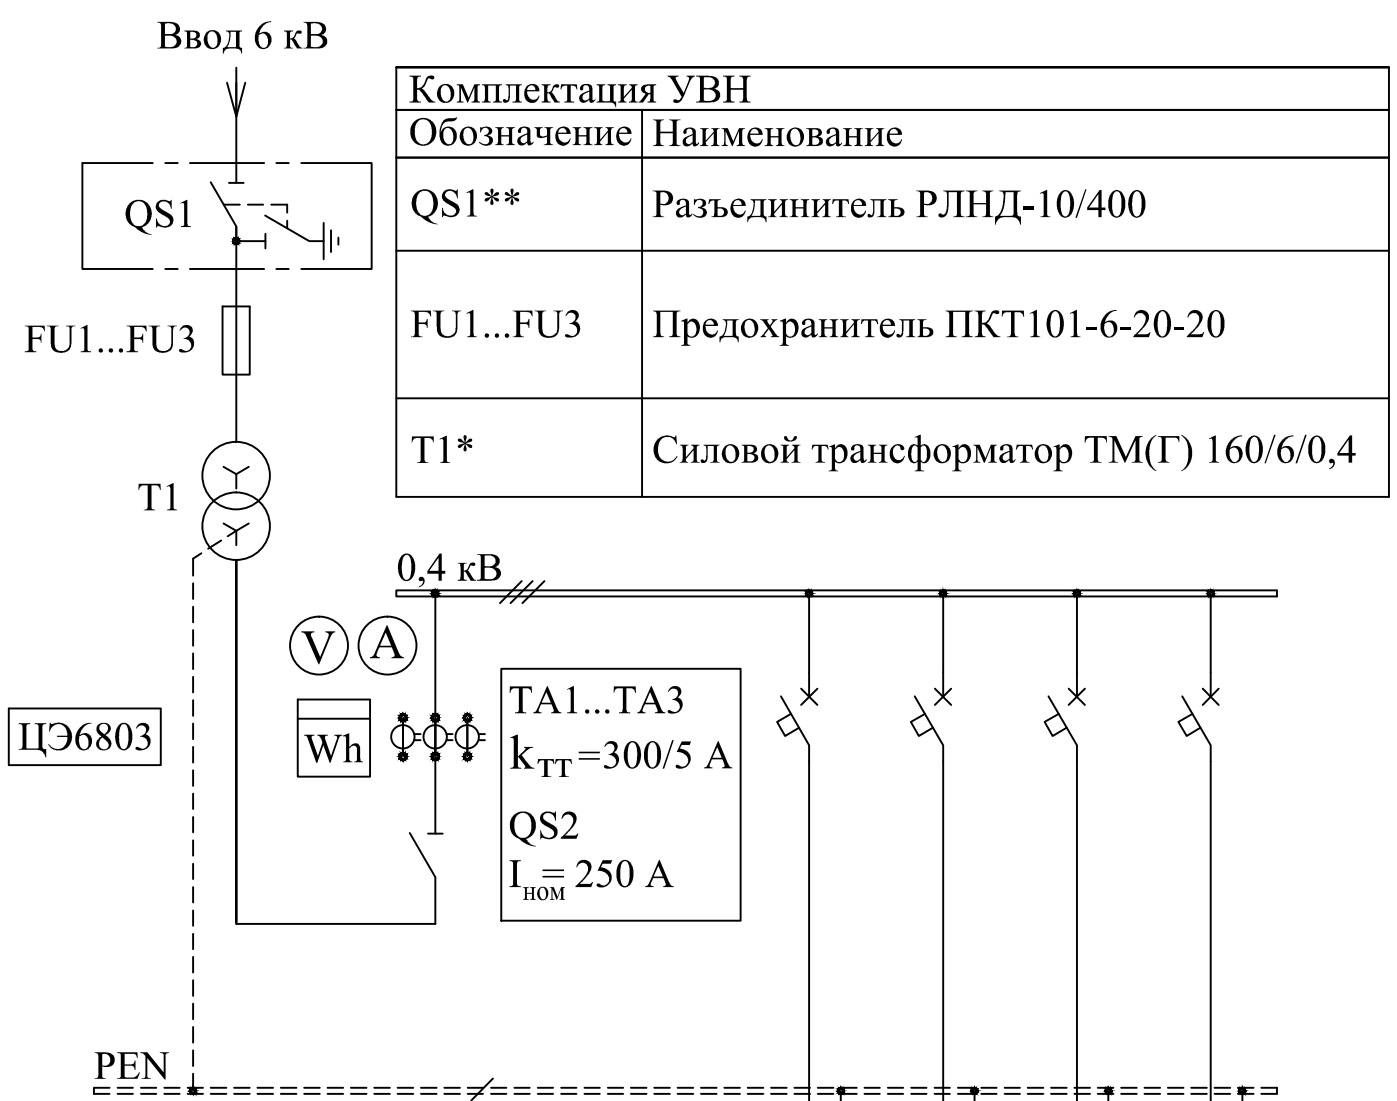 Ввод 6 кВ
Комплектация УВН
Обозначение Наименование
QS1** Разъединитель РЛНД-10/400
FU1...FU3 Предохранитель ПКТ101-6-20-20
T1* Силовой трансформатор ТМ(Г) 160/6/0,4
QS1
FU1...FU3
T1
0,4 кВ
V A
Wh
ЦЭ6803
TA1...TA3
kТТ=300/5 А
QS2
Iном= 250 А
PEN